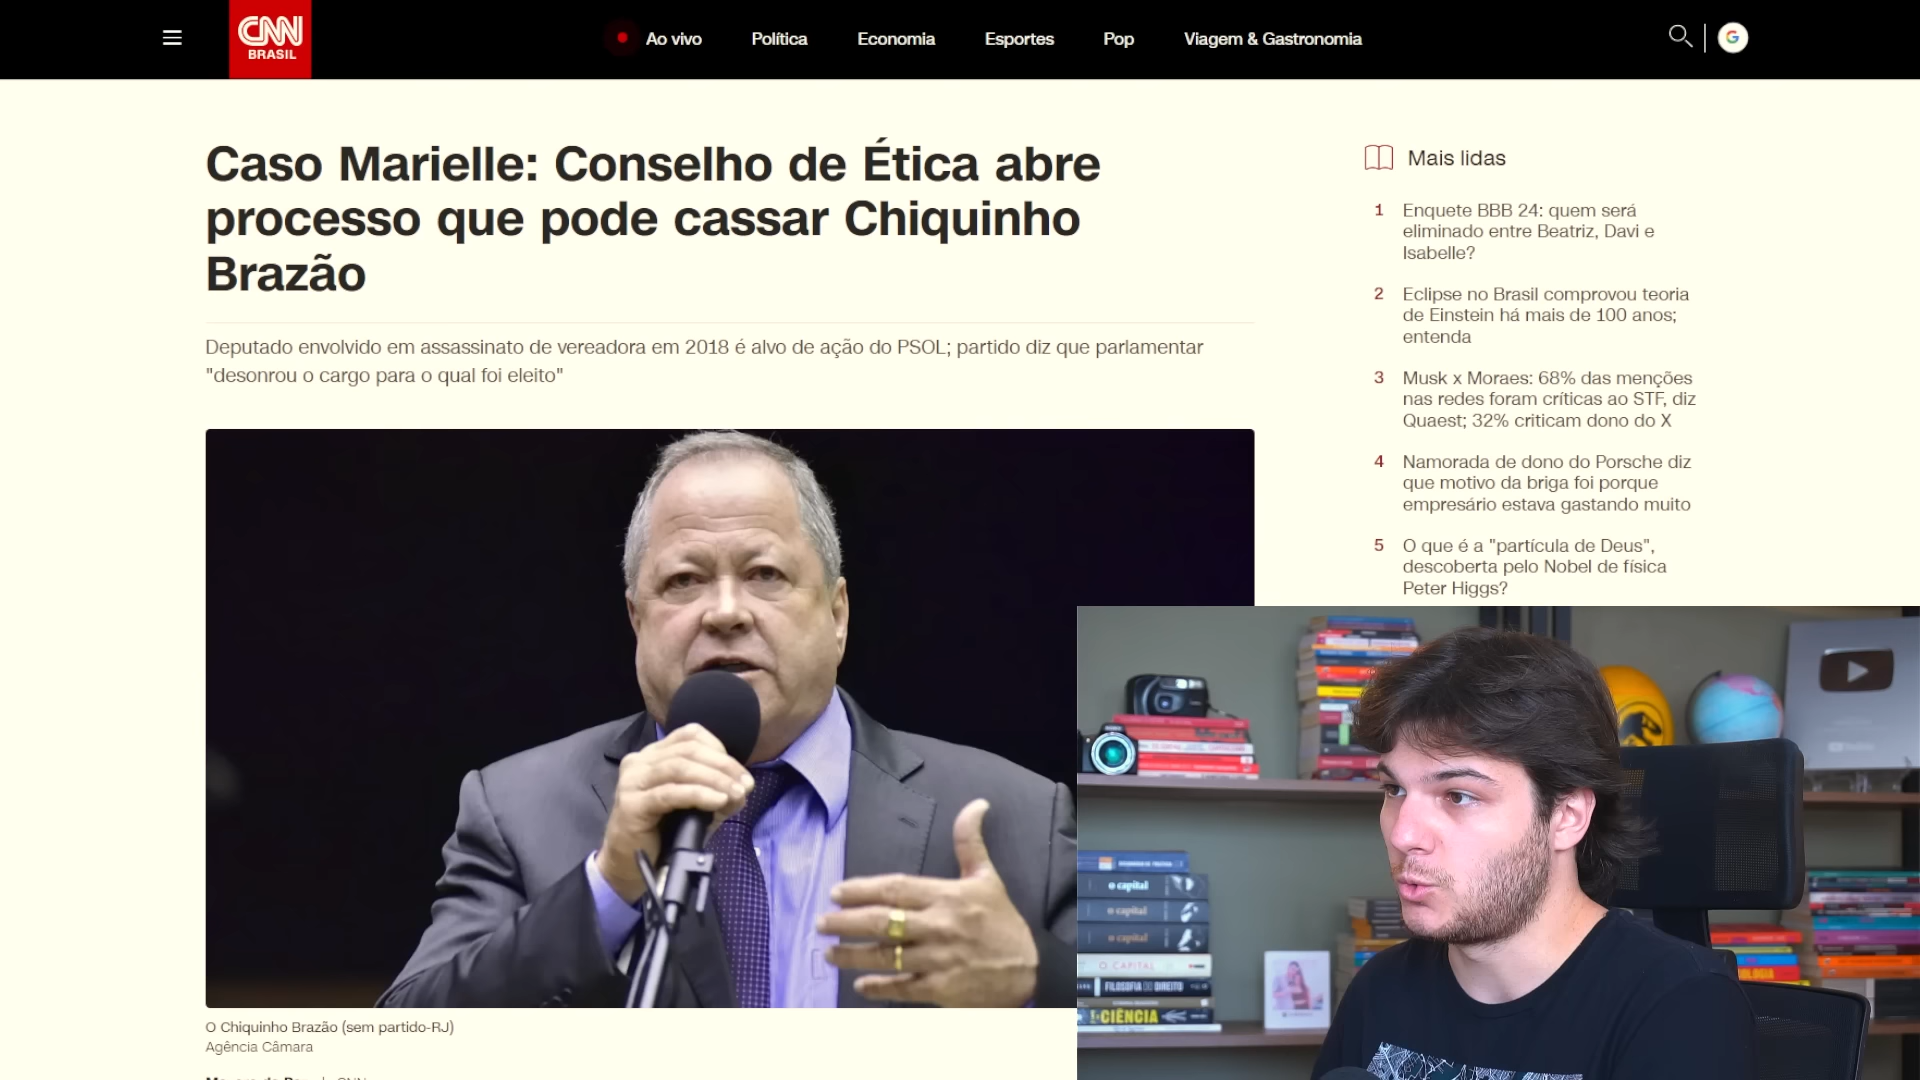 CNN
BRASIL
Ao vivo
Política
Economia
Esportes
Pop
Viagem & Gastronomia
G
Caso Marielle: Conselho de Ética abre
processo que pode cassar Chiquinho
Brazão
Deputado envolvido em assassinato de vereadora em 2018 é alvo de ação do PSOL; partido diz que parlamentar
"desonrou o cargo para o qual foi eleito"
O Chiquinho Brazão (sem partido-RJ)
Agência Câmara
Mais lidas
1 Enquete BBB 24: quem será
eliminado entre Beatriz, Davi e
Isabelle?
2 Eclipse no Brasil comprovou teoria
de Einstein há mais de 100 anos;
entenda
3 Musk x Moraes: 68% das menções
nas redes foram críticas ao STF, diz
Quaest; 32% criticam dono do X
4 Namorada de dono do Porsche diz
que motivo da briga foi porque
empresário estava gastando muito
5 O que é a "partícula de Deus",
descoberta pelo Nobel de física
Peter Higgs?
o capital
o capital
o capital
O CAPITAL
FILOSOFIA DO DIREITO
CIÊNCIA